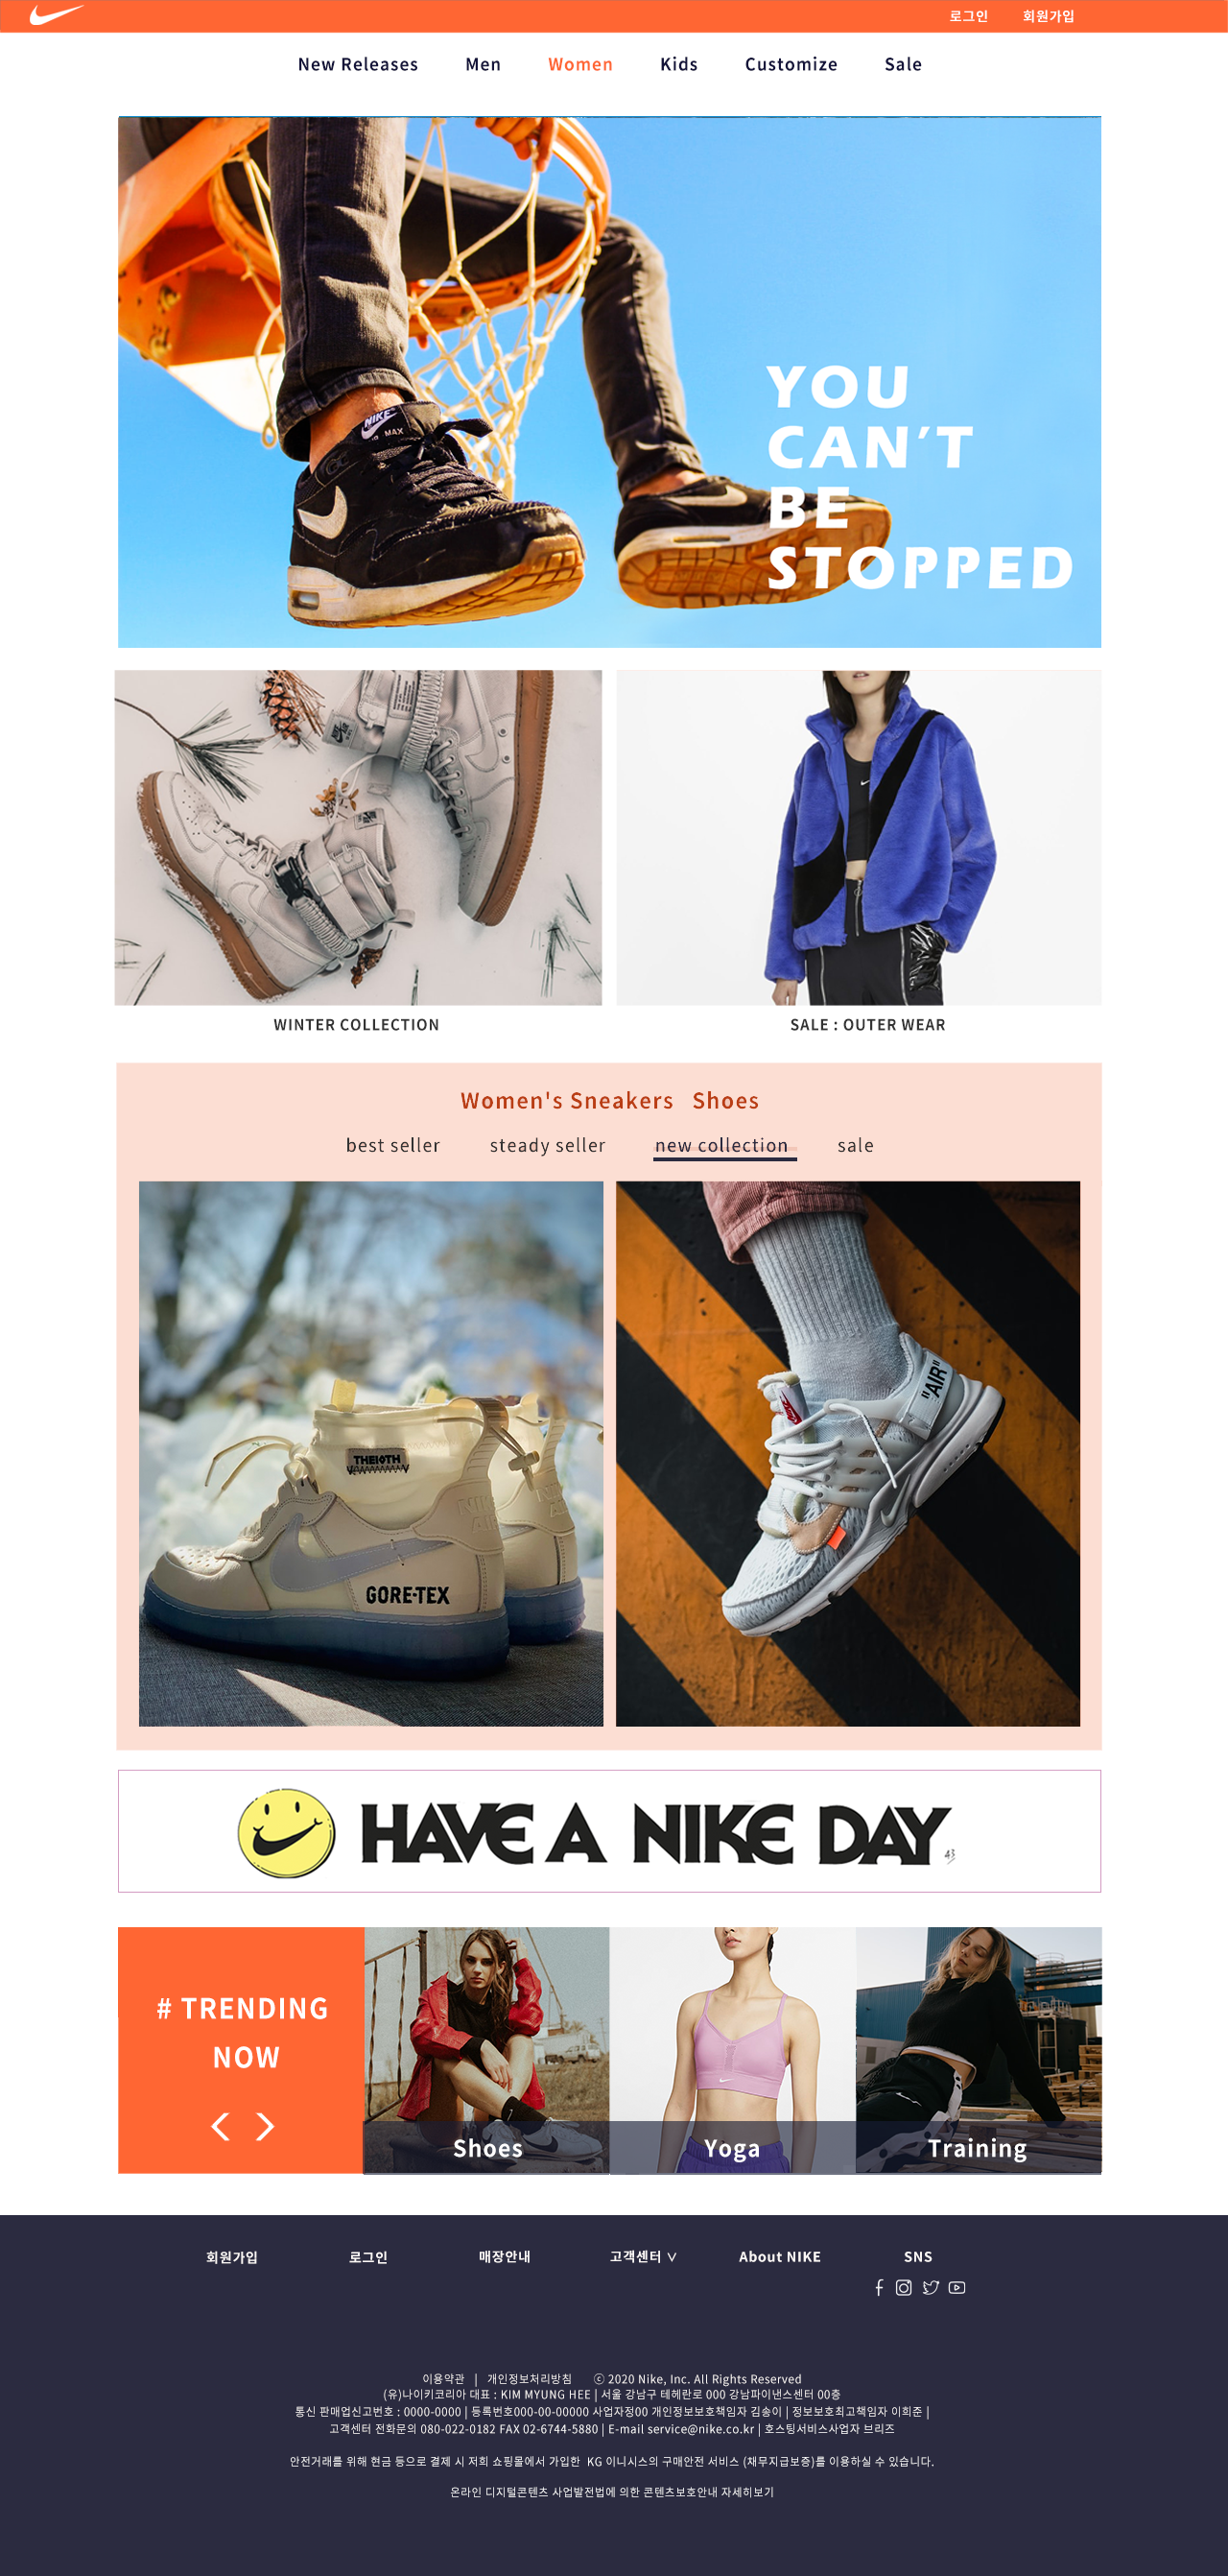 로그인 회원가입
New Releases Men Women Kids Customize Sale
NIKE
MAX
YOU
CAN'T
BE
STOPPED
WINTER COLLECTION
SALE : OUTER WEAR
Women's Sneakers Shoes
best seller steady seller new collection sale
"AIR"
THE10TH
NIKE
AIR
GORE-TEX
HAVE A NIKE DAY
43
# TRENDING
NOW
Shoes
Yoga
Training
회원가입 로그인 매장안내 고객센터 ∨ About NIKE SNS
이용약관 | 개인정보처리방침 ⓒ 2020 Nike, Inc. All Rights Reserved
(유)나이키코리아 대표 : KIM MYUNG HEE | 서울 강남구 테헤란로 000 강남파이낸스센터 00층
통신 판매업신고번호 : 0000-0000 | 등록번호000-00-00000 사업자정00 개인정보보호책임자 김송이 | 정보보호최고책임자 이희준 |
고객센터 전화문의 080-022-0182 FAX 02-6744-5880 | E-mail service@nike.co.kr | 호스팅서비스사업자 브리즈
안전거래를 위해 현금 등으로 결제 시 저희 쇼핑몰에서 가입한 KG 이니시스의 구매안전 서비스 (채무지급보증)를 이용하실 수 있습니다.
온라인 디지털콘텐츠 사업발전법에 의한 콘텐츠보호안내 자세히보기